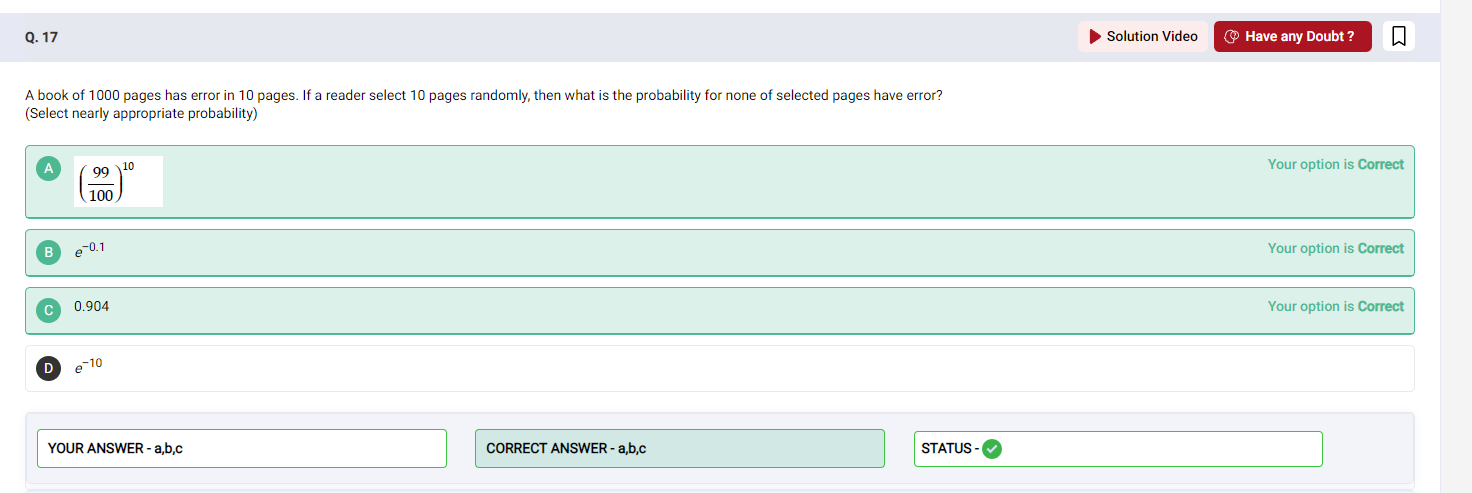 Q. 17
Solution Video
Have any Doubt ?
A book of 1000 pages has error in 10 pages. If a reader select 10 pages randomly, then what is the probability for none of selected pages have error?
(Select nearly appropriate probability)
A
(99/100)^10
Your option is Correct
B
e^−0.1
Your option is Correct
C
0.904
Your option is Correct
D
e^−10
YOUR ANSWER - a,b,c
CORRECT ANSWER - a,b,c
STATUS -